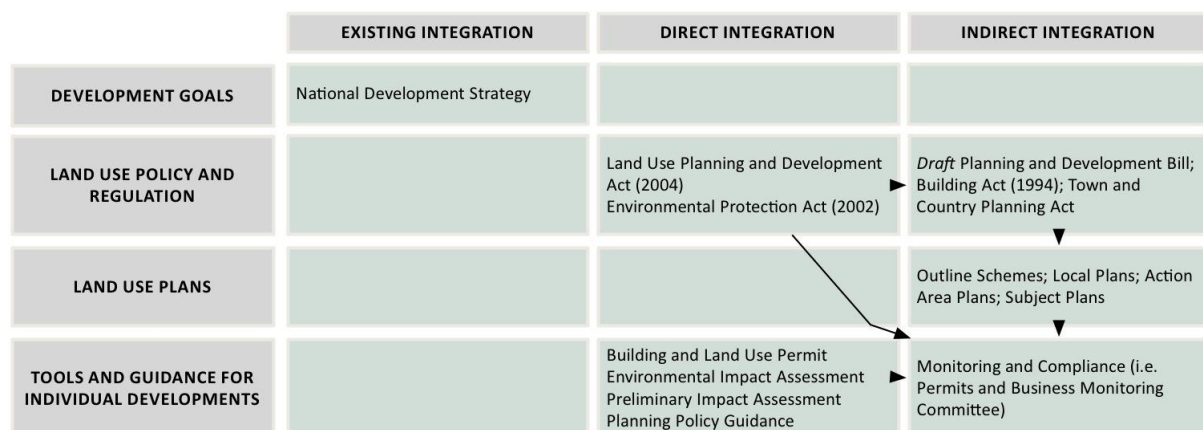 EXISTING INTEGRATION
DIRECT INTEGRATION
INDIRECT INTEGRATION
DEVELOPMENT GOALS
National Development Strategy
LAND USE POLICY AND
REGULATION
Land Use Planning and Development
Act (2004)
Environmental Protection Act (2002)
Draft Planning and Development Bill;
Building Act (1994); Town and
Country Planning Act
LAND USE PLANS
Outline Schemes; Local Plans; Action
Area Plans; Subject Plans
TOOLS AND GUIDANCE FOR
INDIVIDUAL DEVELOPMENTS
Building and Land Use Permit
Environmental Impact Assessment
Preliminary Impact Assessment
Planning Policy Guidance
Monitoring and Compliance (i.e.
Permits and Business Monitoring
Committee)